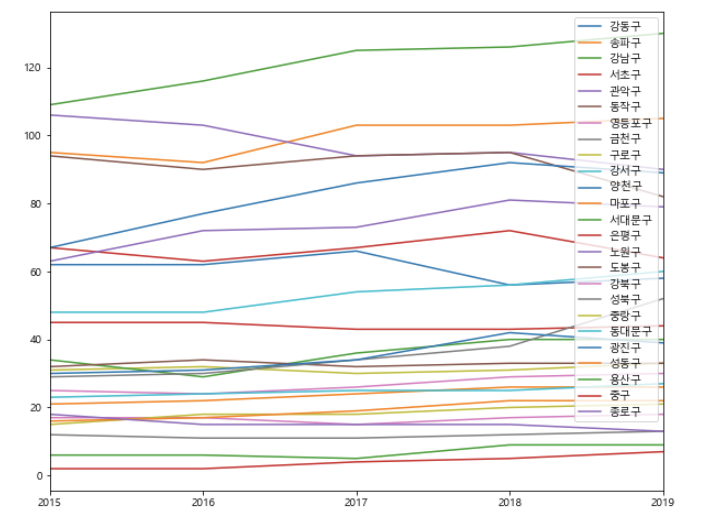 강동구
송파구
강남구
서초구
관악구
동작구
영등포구
금천구
구로구
강서구
양천구
마포구
서대문구
은평구
노원구
도봉구
강북구
성북구
중랑구
동대문구
광진구
성동구
용산구
중구
종로구
120
100
80
60
40
20
0
2015 2016 2017 2018 2019